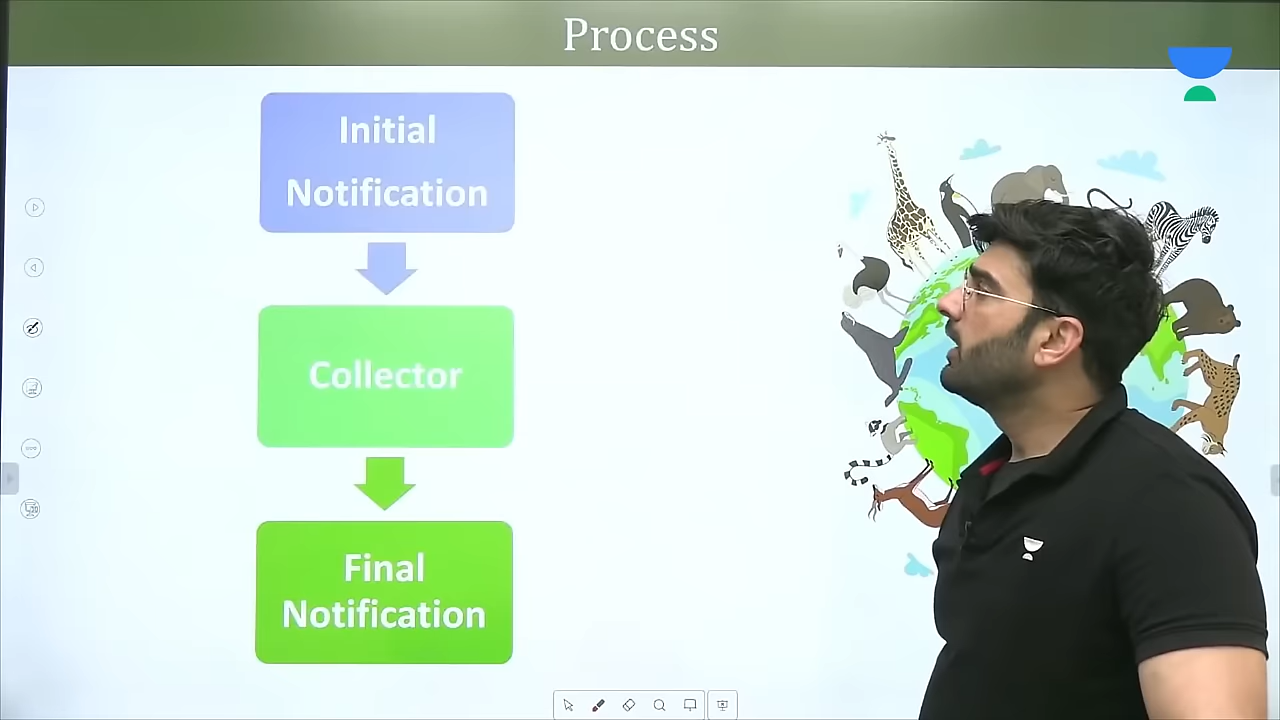 Process
Initial
Notification
Collector
Final
Notification